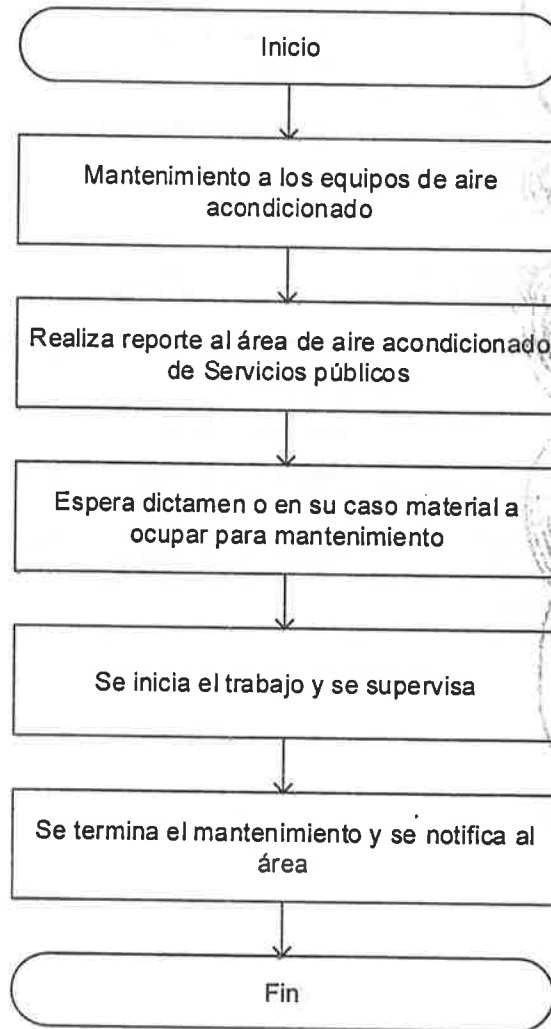 Inicio
Mantenimiento a los equipos de aire
acondicionado
Realiza reporte al área de aire acondicionado
de Servicios públicos
Espera dictamen o en su caso material a
ocupar para mantenimiento
Se inicia el trabajo y se supervisa
Se termina el mantenimiento y se notifica al
área
Fin